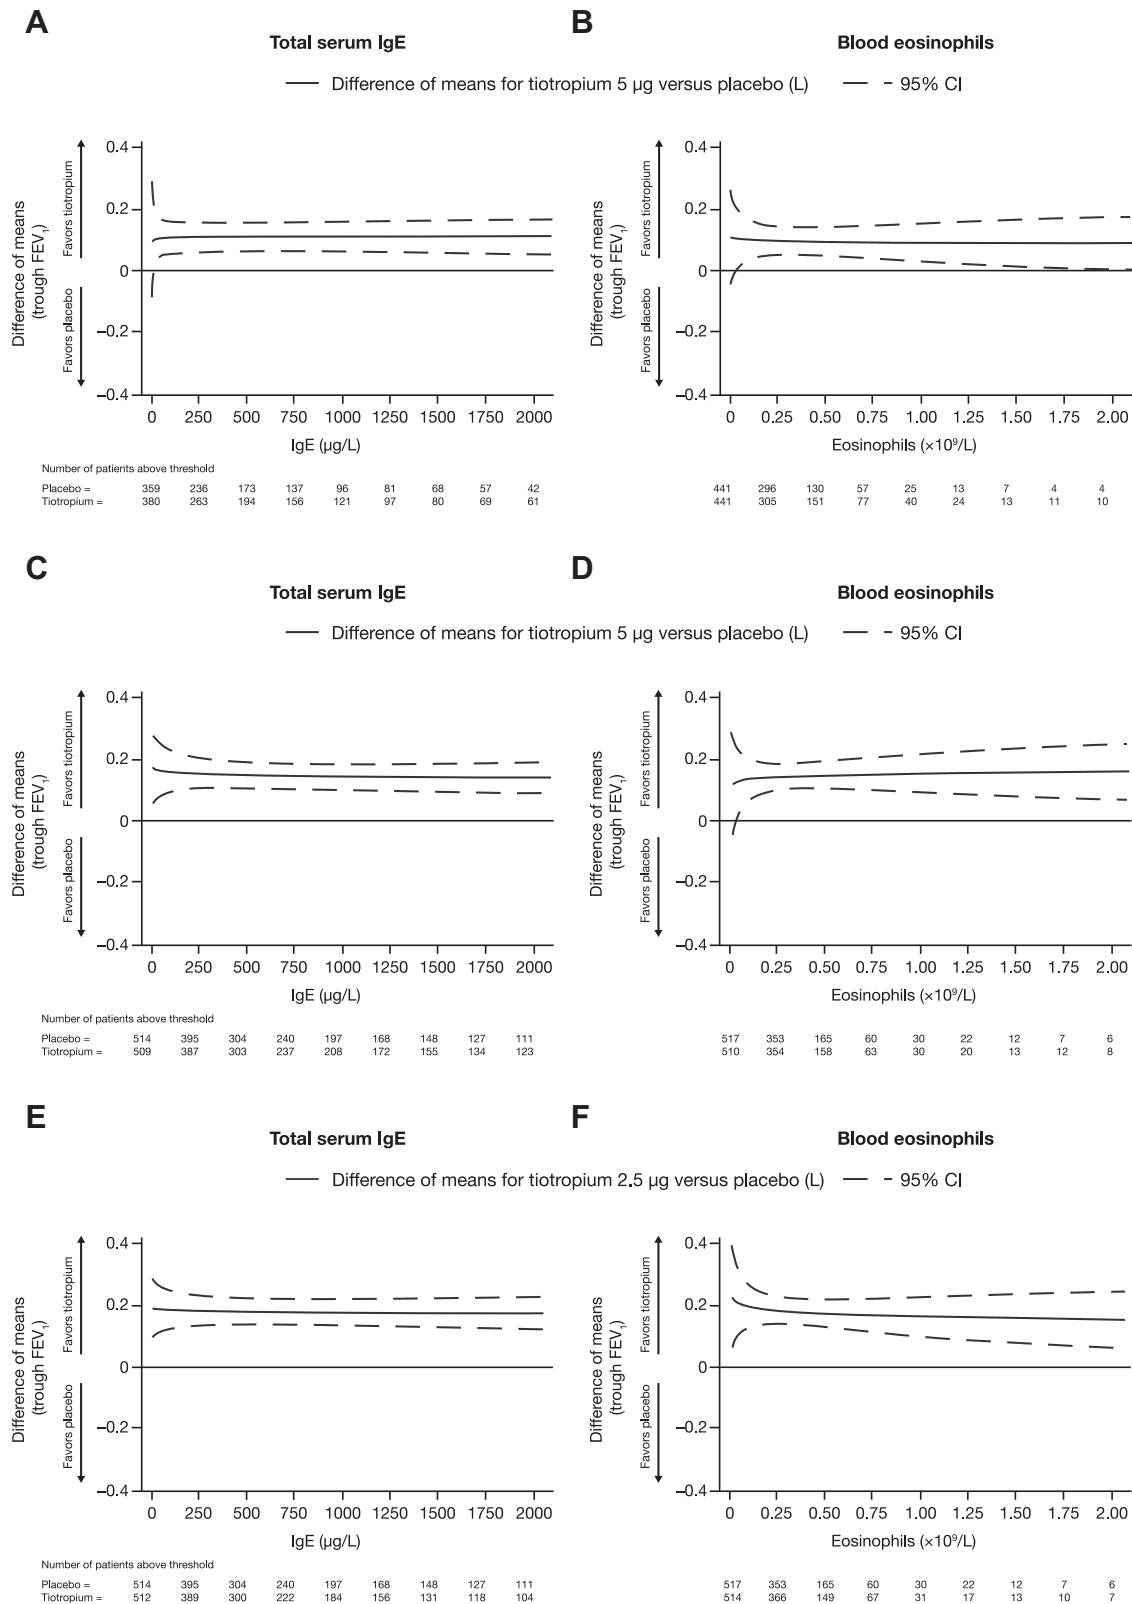 A
Total serum IgE
B
Blood eosinophils
Difference of means for tiotropium 5 µg versus placebo (L)
95% CI
Difference of means
(trough FEV₁)
Favors tiotropium
Favors placebo
0.4
0.2
0
–0.2
–0.4
0 250 500 750 1000 1250 1500 1750 2000
IgE (µg/L)
Difference of means
(trough FEV₁)
Favors tiotropium
Favors placebo
0.4
0.2
0
–0.2
–0.4
0 0.25 0.50 0.75 1.00 1.25 1.50 1.75 2.00
Eosinophils (×10⁹/L)
Number of patients above threshold
Placebo = 359 236 173 137 96 81 68 57 42
Tiotropium = 380 263 194 156 121 97 80 69 61
441 296 130 57 25 13 7 4 4
441 305 151 77 40 24 13 11 10
C
Total serum IgE
D
Blood eosinophils
Difference of means for tiotropium 5 µg versus placebo (L)
95% CI
Difference of means
(trough FEV₁)
Favors tiotropium
Favors placebo
0.4
0.2
0
–0.2
–0.4
0 250 500 750 1000 1250 1500 1750 2000
IgE (µg/L)
Difference of means
(trough FEV₁)
Favors tiotropium
Favors placebo
0.4
0.2
0
–0.2
–0.4
0 0.25 0.50 0.75 1.00 1.25 1.50 1.75 2.00
Eosinophils (×10⁹/L)
Number of patients above threshold
Placebo = 514 395 304 240 197 168 148 127 111
Tiotropium = 509 387 303 237 208 172 155 134 123
517 353 165 60 30 22 12 7 6
510 354 158 63 30 20 13 12 8
E
Total serum IgE
F
Blood eosinophils
Difference of means for tiotropium 2.5 µg versus placebo (L)
95% CI
Difference of means
(trough FEV₁)
Favors tiotropium
Favors placebo
0.4
0.2
0
–0.2
–0.4
0 250 500 750 1000 1250 1500 1750 2000
IgE (µg/L)
Difference of means
(trough FEV₁)
Favors tiotropium
Favors placebo
0.4
0.2
0
–0.2
–0.4
0 0.25 0.50 0.75 1.00 1.25 1.50 1.75 2.00
Eosinophils (×10⁹/L)
Number of patients above threshold
Placebo = 514 395 304 240 197 168 148 127 111
Tiotropium = 512 389 300 222 184 156 131 118 104
517 353 165 60 30 22 12 7 6
514 366 149 67 31 17 13 10 7